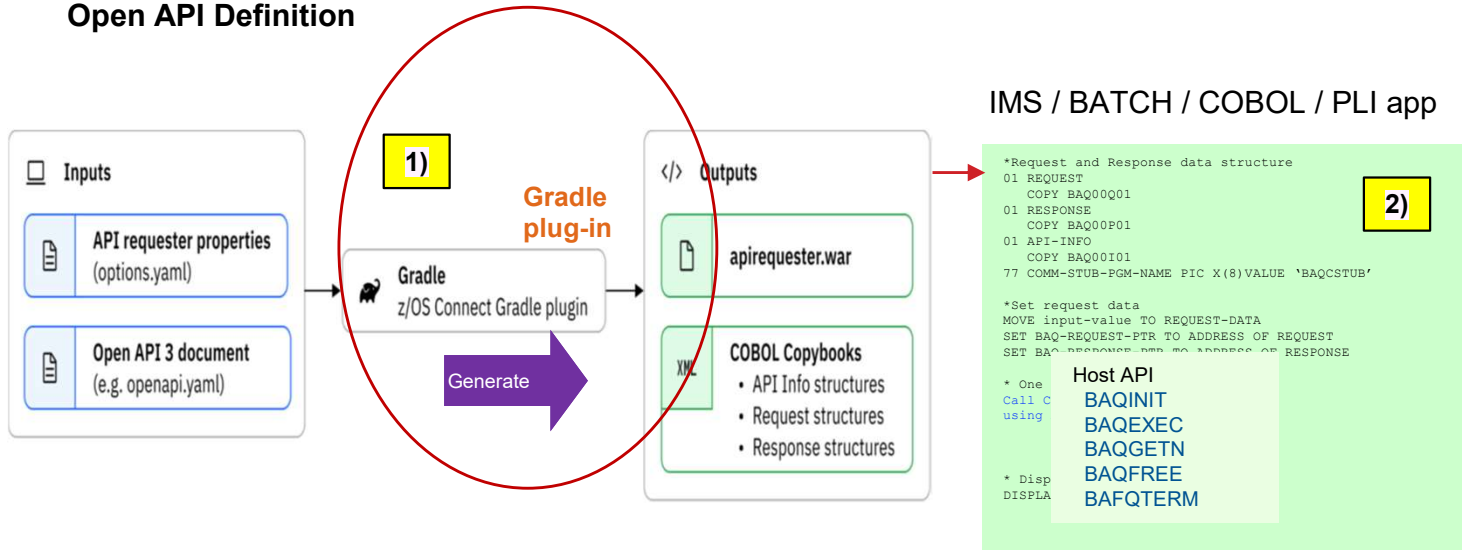 Open API Definition
Inputs
API requester properties
(options.yaml)
Open API 3 document
(e.g. openapi.yaml)
1)
Gradle
plug-in
Gradle
z/OS Connect Gradle plugin
Generate
</> Outputs
apirequester.war
XML
COBOL Copybooks
• API Info structures
• Request structures
• Response structures
IMS / BATCH / COBOL / PLI app
2)
*Request and Response data structure
01 REQUEST
COPY BAQ00Q01
01 RESPONSE
COPY BAQ00P01
01 API-INFO
COPY BAQ00I01
77 COMM-STUB-PGM-NAME PIC X(8)VALUE ‘BAQCSTUB’
*Set request data
MOVE input-value TO REQUEST-DATA
SET BAQ-REQUEST-PTR TO ADDRESS OF REQUEST
SET BAQ-RESPONSE-PTR TO ADDRESS OF RESPONSE
* One
Call C
using
* Disp
DISPLA
Host API
BAQINIT
BAQEXEC
BAQGETN
BAQFREE
BAFQTERM